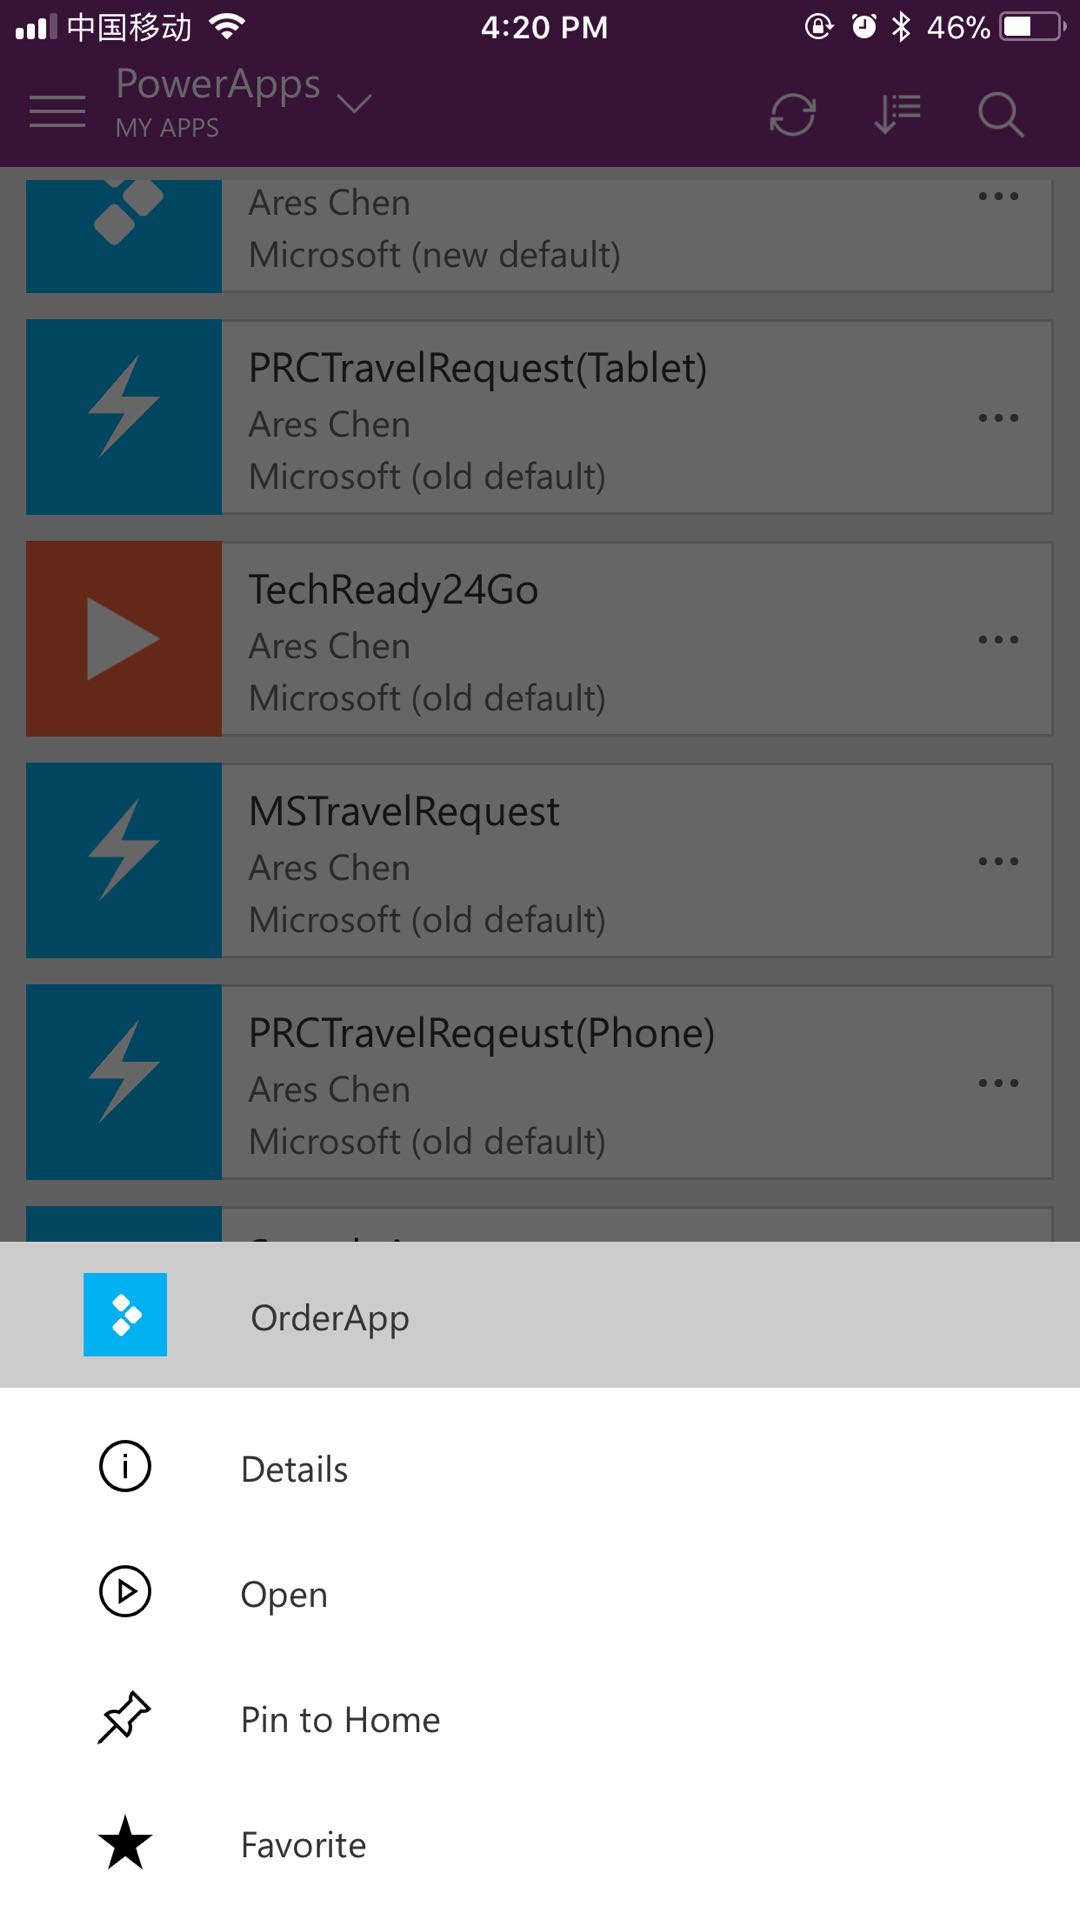 中国移动
4:20 PM
46%
PowerApps
MY APPS
Ares Chen
Microsoft (new default)
PRCTravelRequest(Tablet)
Ares Chen
Microsoft (old default)
TechReady24Go
Ares Chen
Microsoft (old default)
MSTravelRequest
Ares Chen
Microsoft (old default)
PRCTravelReqeust(Phone)
Ares Chen
Microsoft (old default)
OrderApp
Details
Open
Pin to Home
Favorite